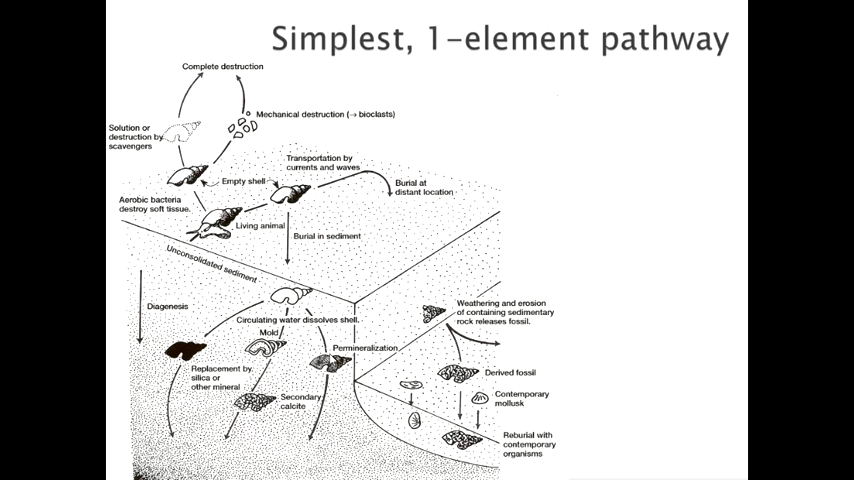 Simplest, 1-element pathway
Complete destruction
Mechanical destruction (→ bioclasts)
Solution or
destruction by
scavengers
Transportation by
currents and waves
Empty shell
Burial at
distant location
Aerobic bacteria
destroy soft tissue.
Living animal
Burial in sediment
Unconsolidated sediment
Diagenesis
Circulating water dissolves shell.
Mold
Permineralization
Replacement by
silica or
other mineral
Secondary
calcite
Weathering and erosion
of containing sedimentary
rock releases fossil.
Derived fossil
Contemporary
mollusk
Reburial with
contemporary
organisms